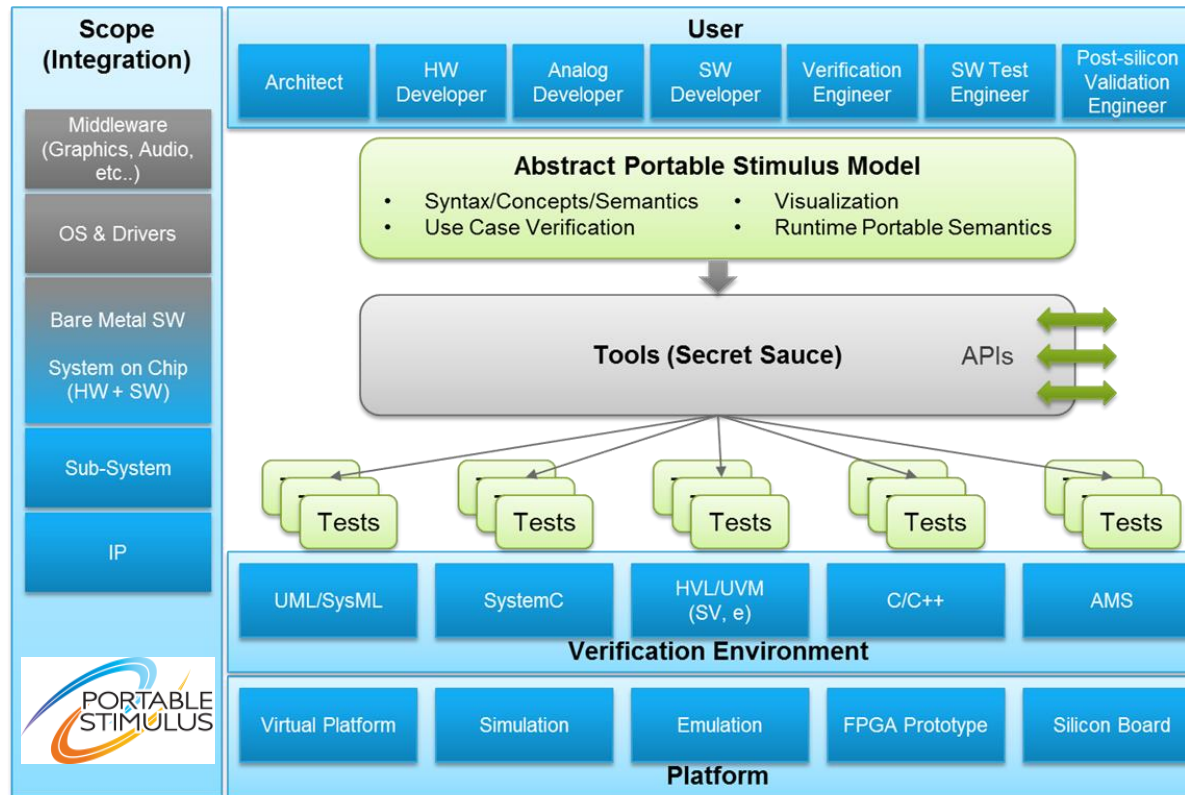 Scope
(Integration)
Middleware
(Graphics, Audio,
etc..)
OS & Drivers
Bare Metal SW
System on Chip
(HW + SW)
Sub-System
IP
PORTABLE
STIMULUS
User
Architect
HW
Developer
Analog
Developer
SW
Developer
Verification
Engineer
SW Test
Engineer
Post-silicon
Validation
Engineer
Abstract Portable Stimulus Model
• Syntax/Concepts/Semantics
• Use Case Verification
• Visualization
• Runtime Portable Semantics
Tools (Secret Sauce)
APIs
Tests
Tests
Tests
Tests
Tests
UML/SysML
SystemC
HVL/UVM
(SV, e)
C/C++
AMS
Verification Environment
Virtual Platform
Simulation
Emulation
FPGA Prototype
Silicon Board
Platform